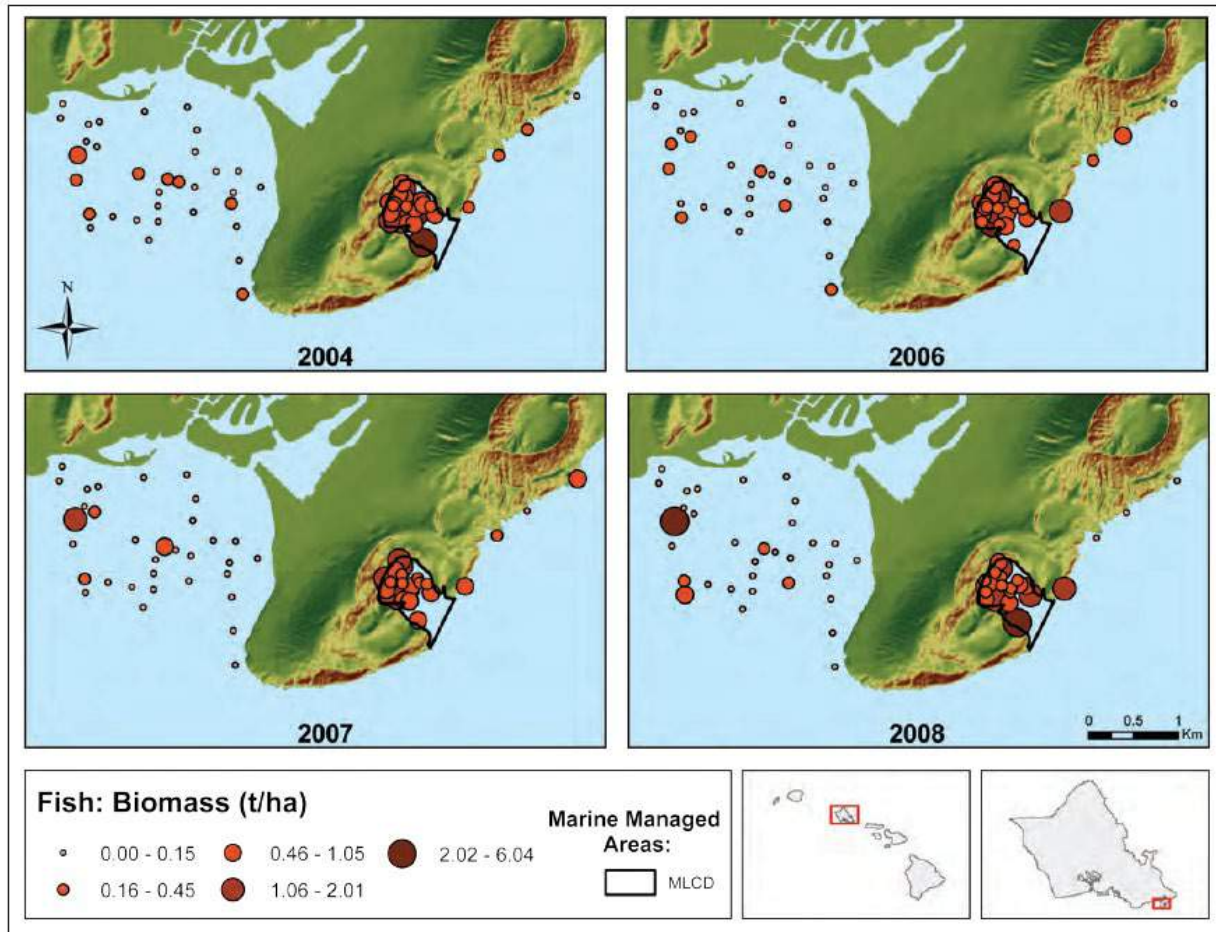 N
2004
2006
2007
2008
0 0.5 1
Km
Fish: Biomass (t/ha)
0.00 - 0.15
0.46 - 1.05
2.02 - 6.04
0.16 - 0.45
1.06 - 2.01
Marine Managed
Areas:
MLCD